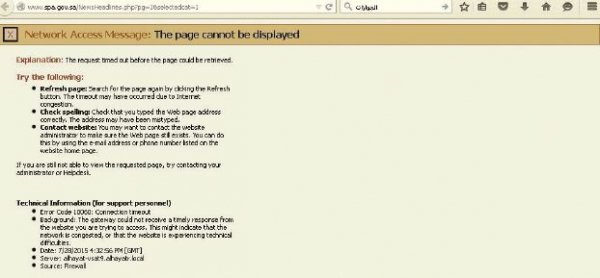 www.spa.gov.sa/NewsHeadlines.php?pg=1&selectedcat=1
الحيوانات
Network Access Message: The page cannot be displayed
Explanation: The request timed out before the page could be retrieved.
Try the following:
Refresh page: Search for the page again by clicking the Refresh
button. The timeout may have occurred due to Internet
congestion.
Check spelling: Check that you typed the Web page address
correctly. The address may have been mistyped.
Contact website: You may want to contact the website
administrator to make sure the Web page still exists. You can do
this by using the e-mail address or phone number listed on the
website home page.
If you are still not able to view the requested page, try contacting your
administrator or Helpdesk.
Technical Information (for support personnel)
Error Code 10060: Connection timeout
Background: The gateway could not receive a timely response from
the website you are trying to access. This might indicate that the
network is congested, or that the website is experiencing technical
difficulties.
Date: 7/28/2015 4:32:56 PM [GMT]
Server: alhayat-vsat9.alhayatr.local
Source: Firewall